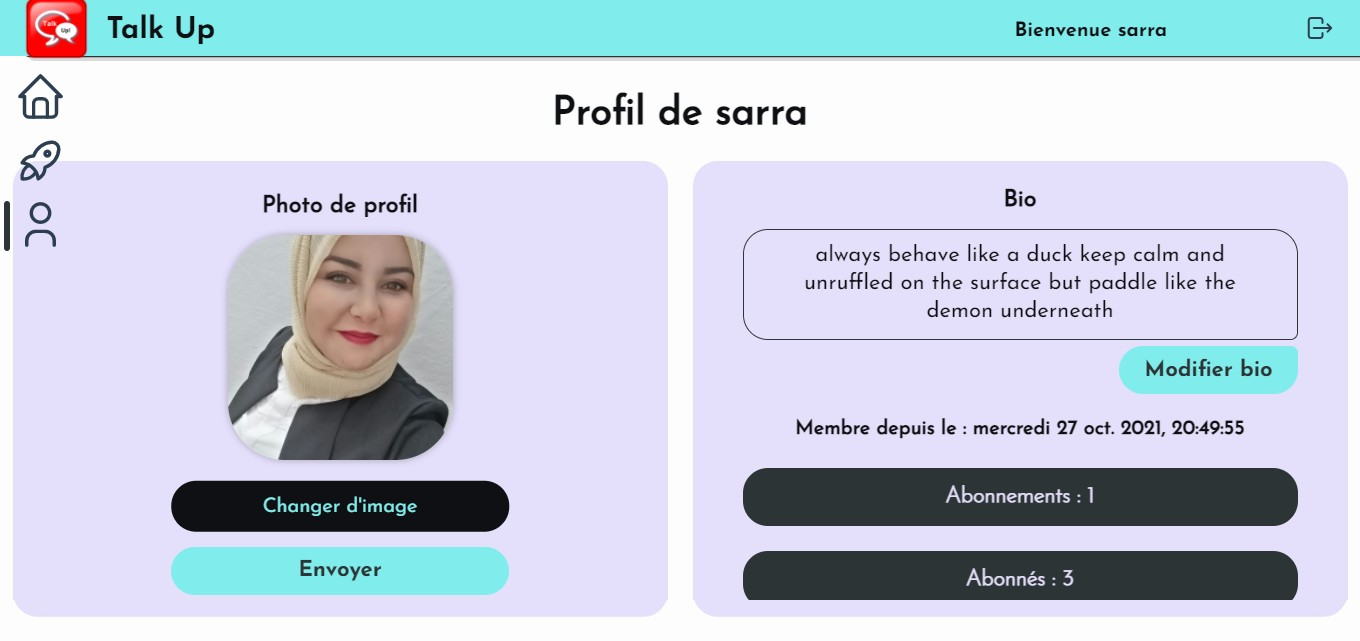 Talk Up!
Talk Up
Bienvenue sarra
Profil de sarra
Photo de profil
Changer d'image
Envoyer
Bio
always behave like a duck keep calm and
unruffled on the surface but paddle like the
demon underneath
Modifier bio
Membre depuis le : mercredi 27 oct. 2021, 20:49:55
Abonnements : 1
Abonnés : 3